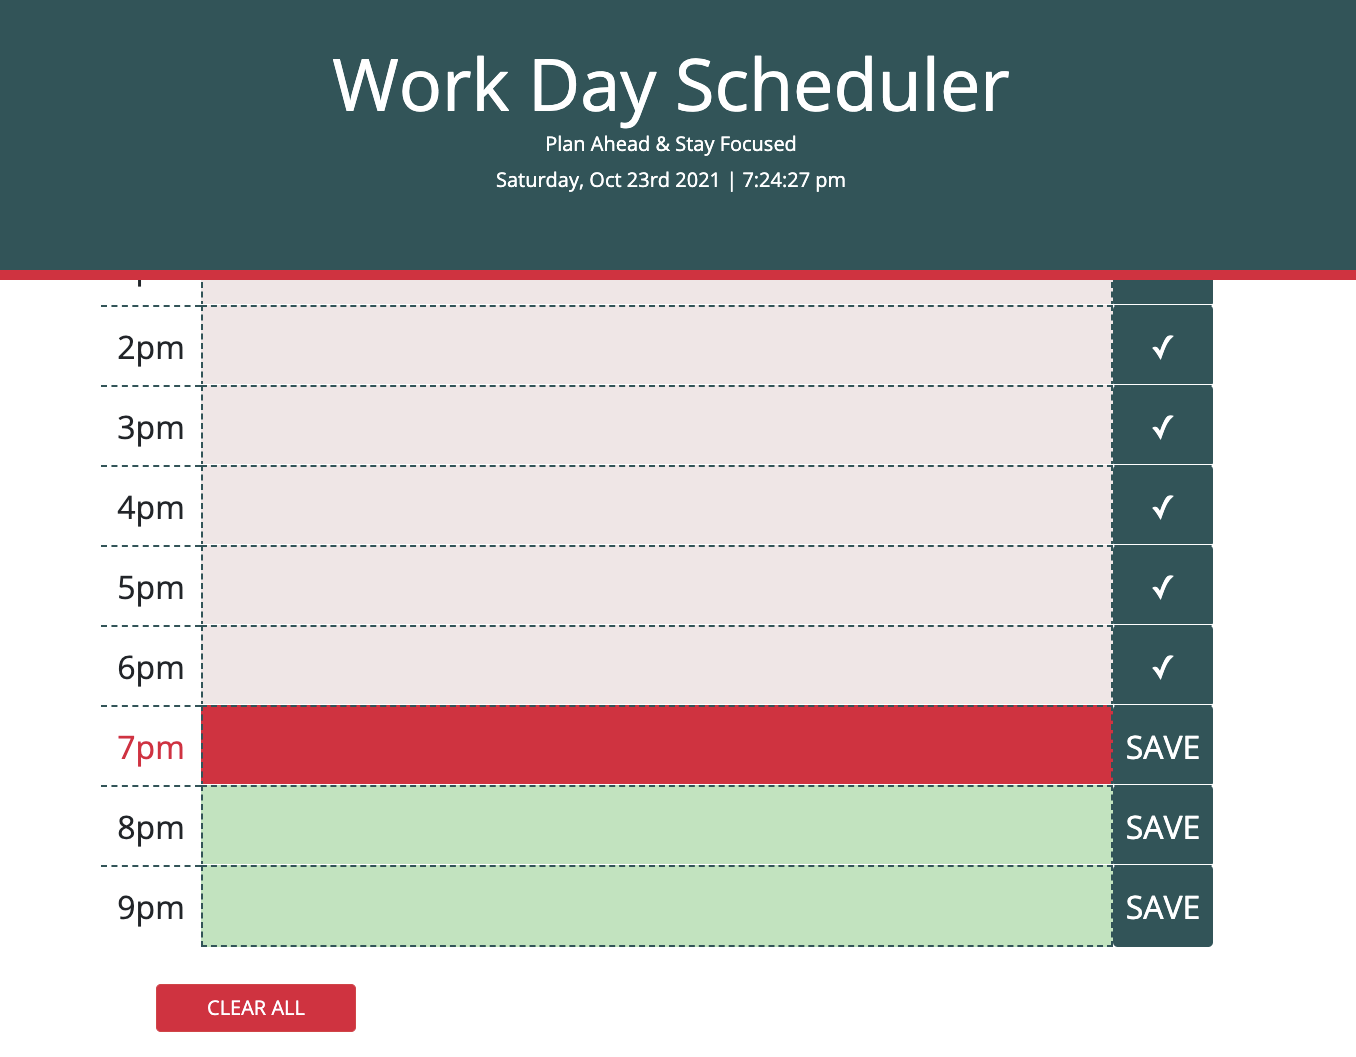 Work Day Scheduler
Plan Ahead & Stay Focused
Saturday, Oct 23rd 2021 | 7:24:27 pm
2pm ✓
3pm ✓
4pm ✓
5pm ✓
6pm ✓
7pm SAVE
8pm SAVE
9pm SAVE
CLEAR ALL